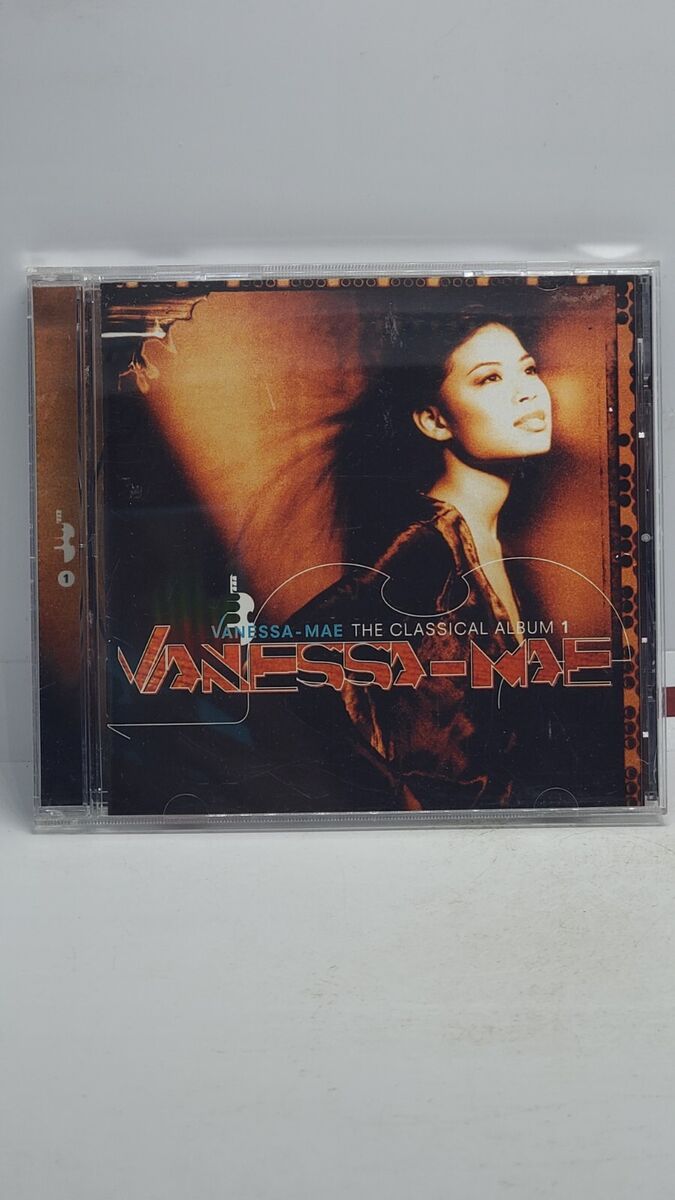 VANESSA-MAE THE CLASSICAL ALBUM 1
VANESSA-MAE
1